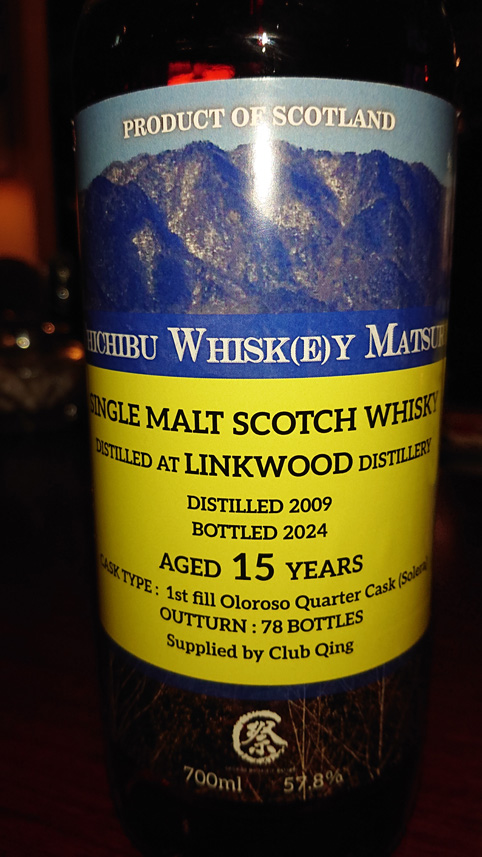 PRODUCT OF SCOTLAND
HICHIBU WHISK(E)Y MATSU
SINGLE MALT SCOTCH WHISKY
DISTILLED AT LINKWOOD DISTILLERY
DISTILLED 2009
BOTTLED 2024
AGED 15 YEARS
CASK TYPE : 1st fill Oloroso Quarter Cask (Solera)
OUTTURN : 78 BOTTLES
Supplied by Club Qing
祭
700ml 57.8%